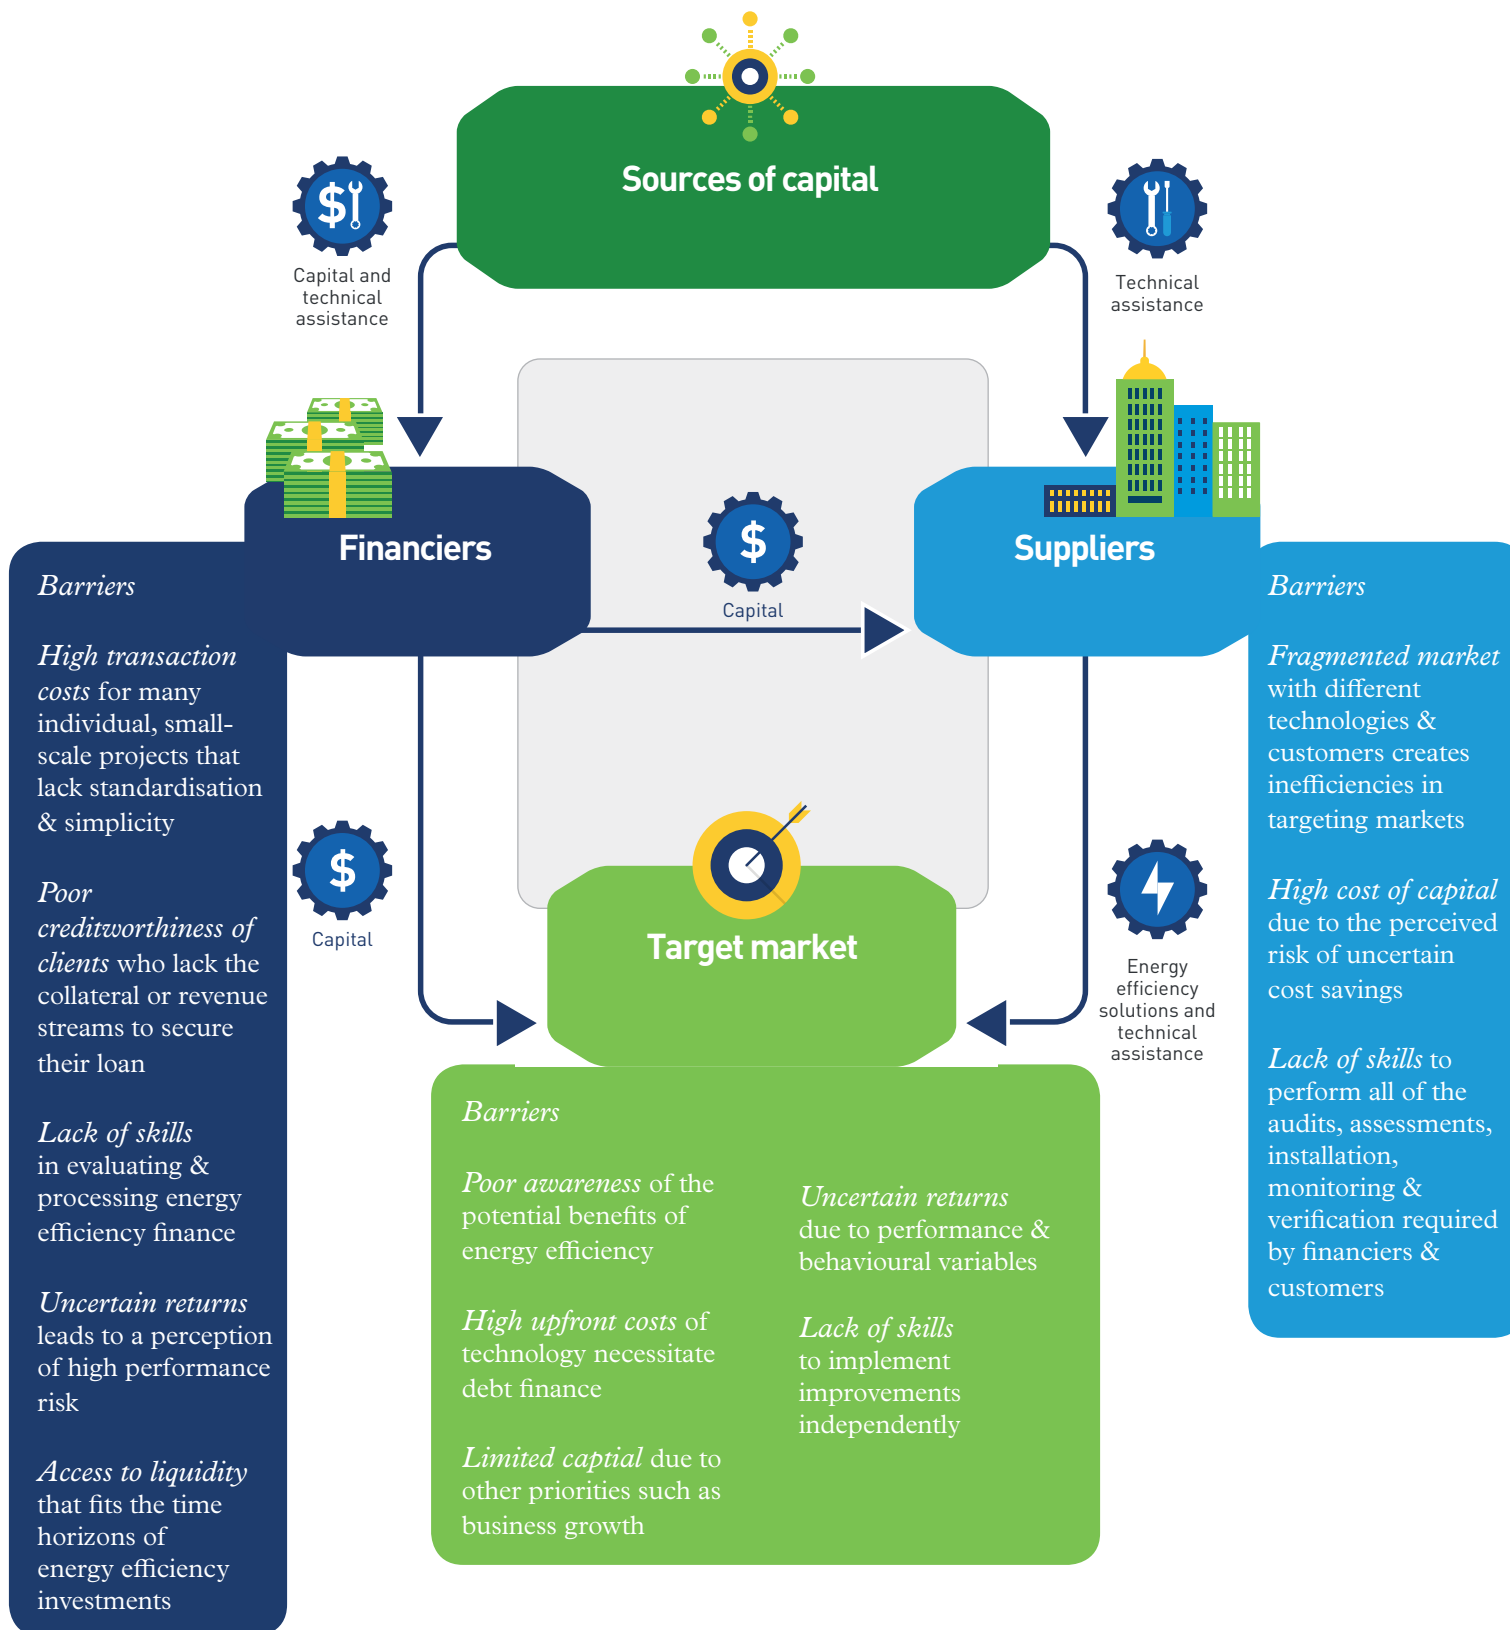 Sources of capital
Capital and
technical
assistance
Technical
assistance
$
Financiers
$
Capital
Suppliers
Barriers
High transaction
costs for many
individual, small-
scale projects that
lack standardisation
& simplicity
Poor
creditworthiness of
clients who lack the
collateral or revenue
streams to secure
their loan
Lack of skills
in evaluating &
processing energy
efficiency finance
Uncertain returns
leads to a perception
of high performance
risk
Access to liquidity
that fits the time
horizons of
energy efficiency
investments
$
Capital
Target market
Energy
efficiency
solutions and
technical
assistance
Barriers
Poor awareness of the
potential benefits of
energy efficiency
High upfront costs of
technology necessitate
debt finance
Limited captial due to
other priorities such as
business growth
Uncertain returns
due to performance &
behavioural variables
Lack of skills
to implement
improvements
independently
Barriers
Fragmented market
with different
technologies &
customers creates
inefficiencies in
targeting markets
High cost of capital
due to the perceived
risk of uncertain
cost savings
Lack of skills to
perform all of the
audits, assessments,
installation,
monitoring &
verification required
by financiers &
customers